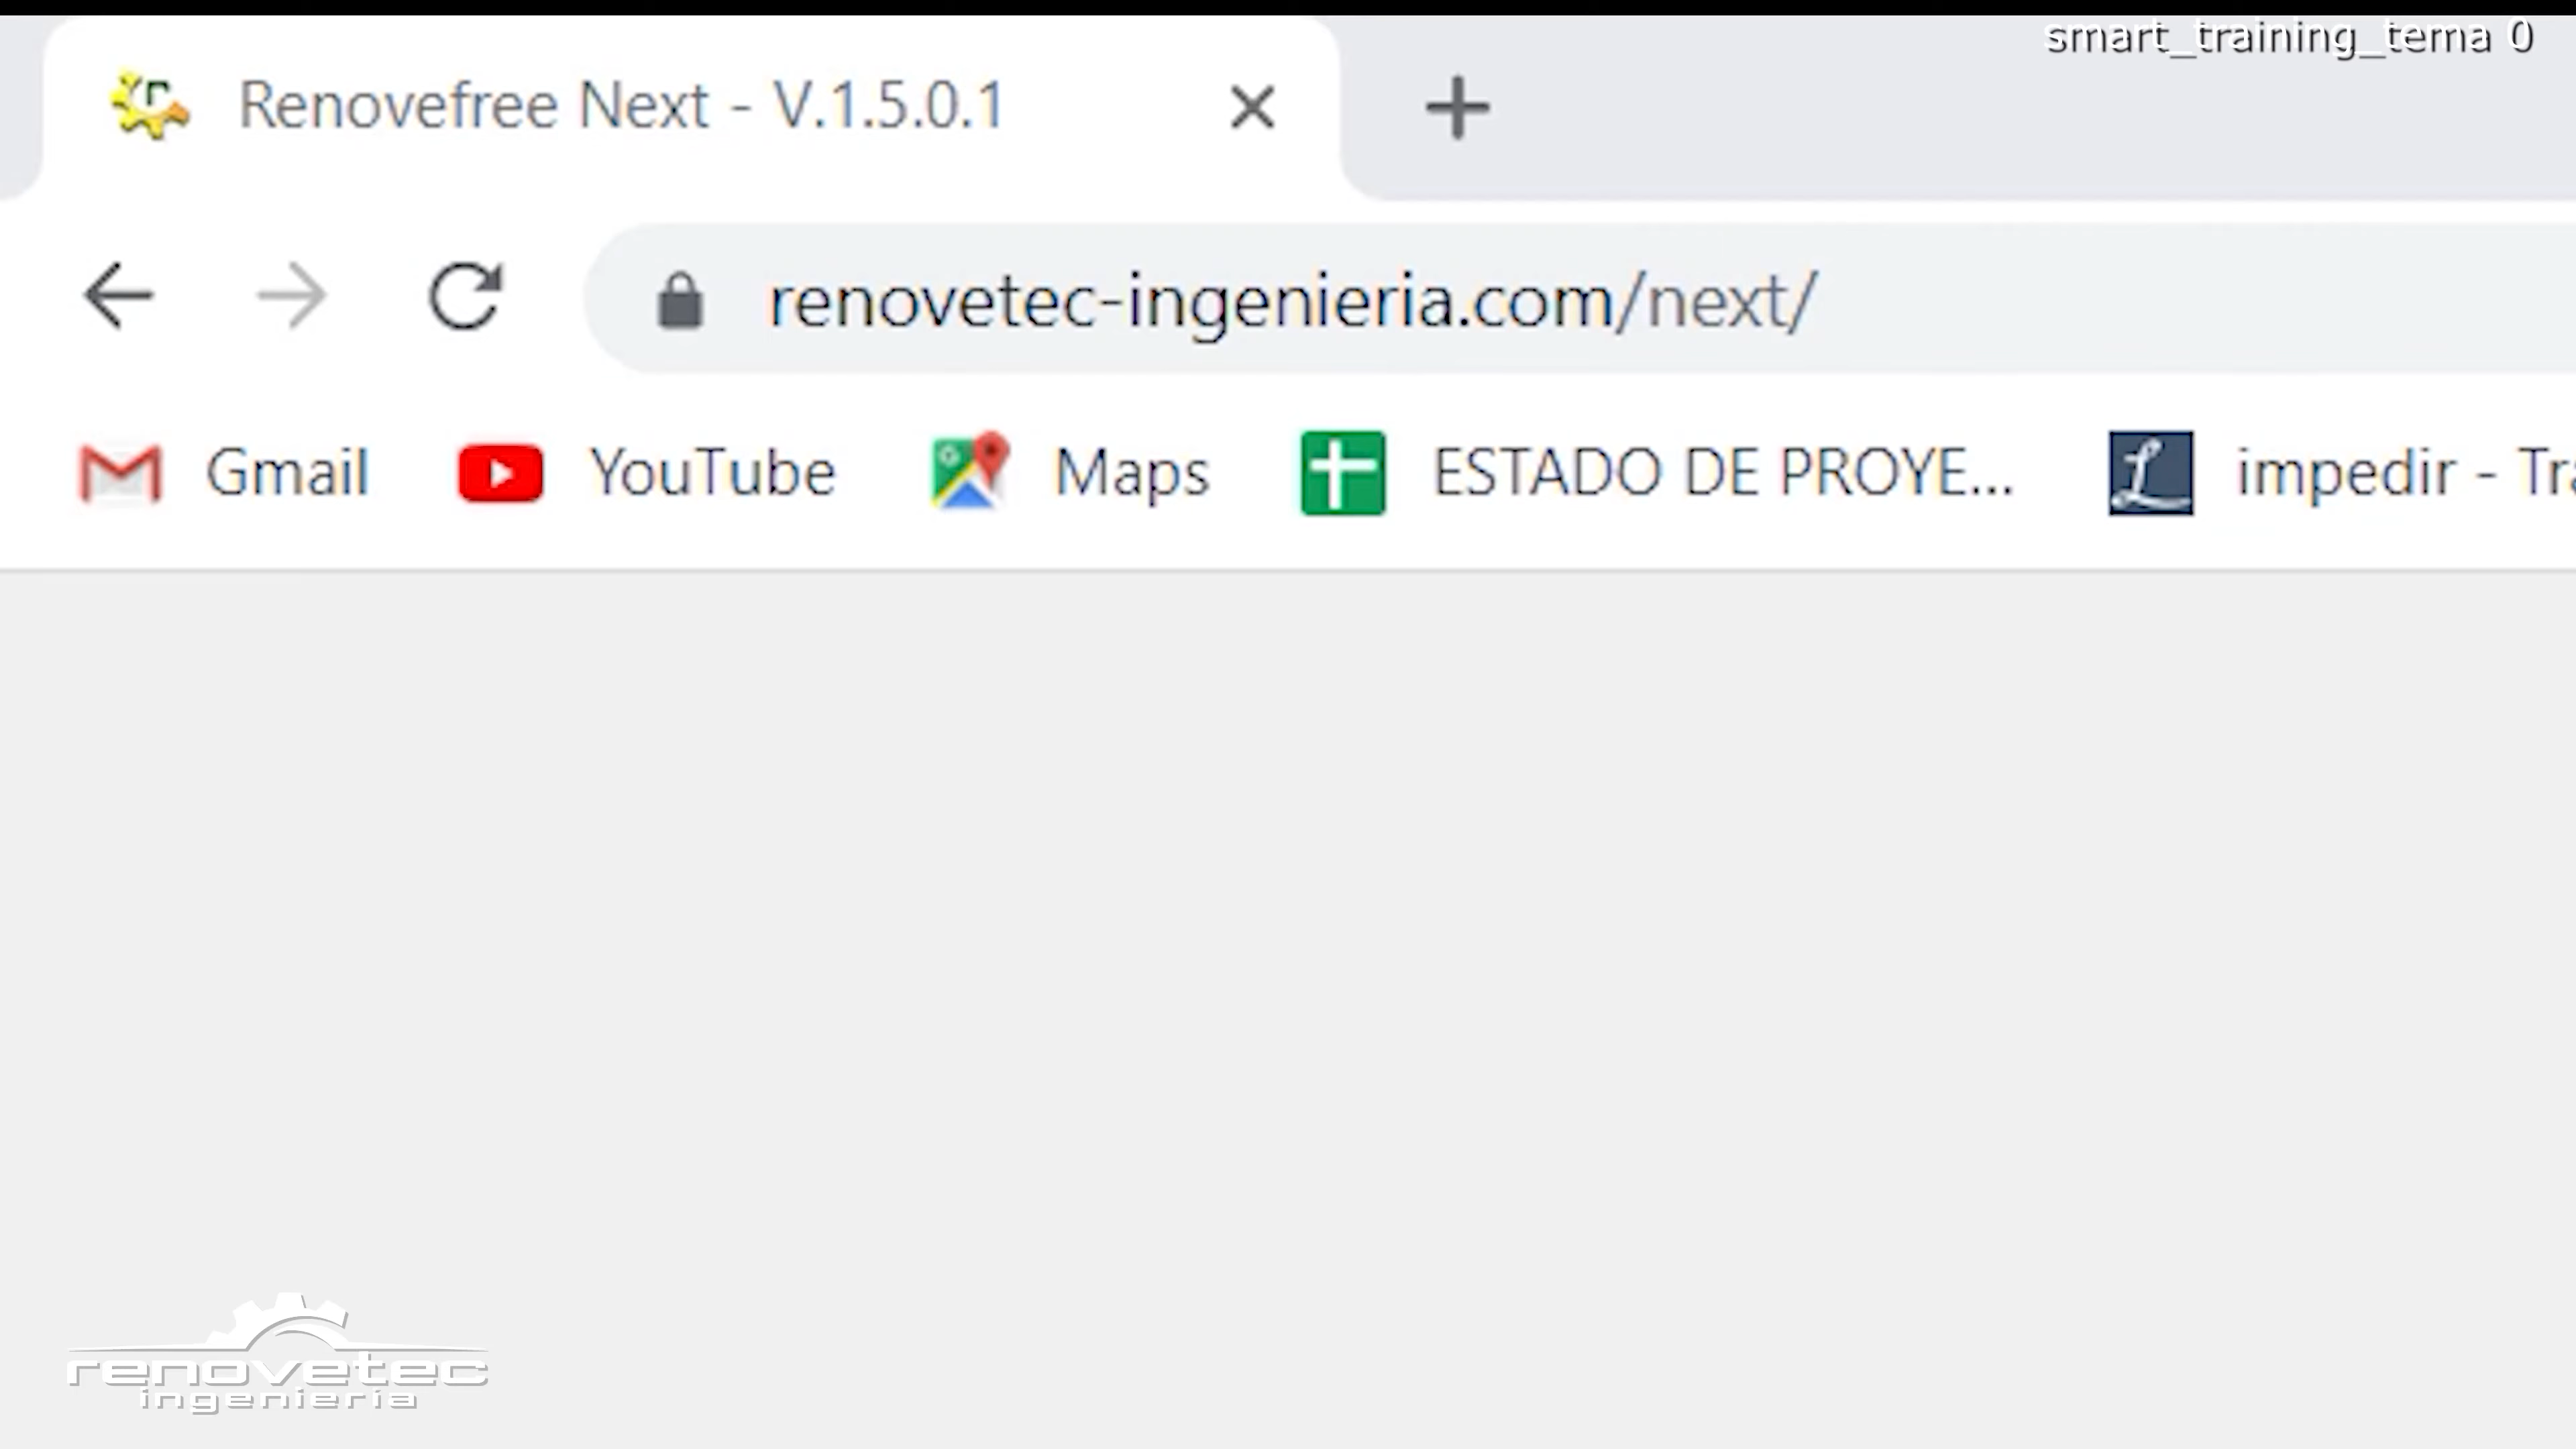 smart_training_tema 0
Renovefree Next - V.1.5.0.1
renovetec-ingenieria.com/next/
Gmail YouTube Maps ESTADO DE PROYE... impedir - Tra
renovetec
ingenieria